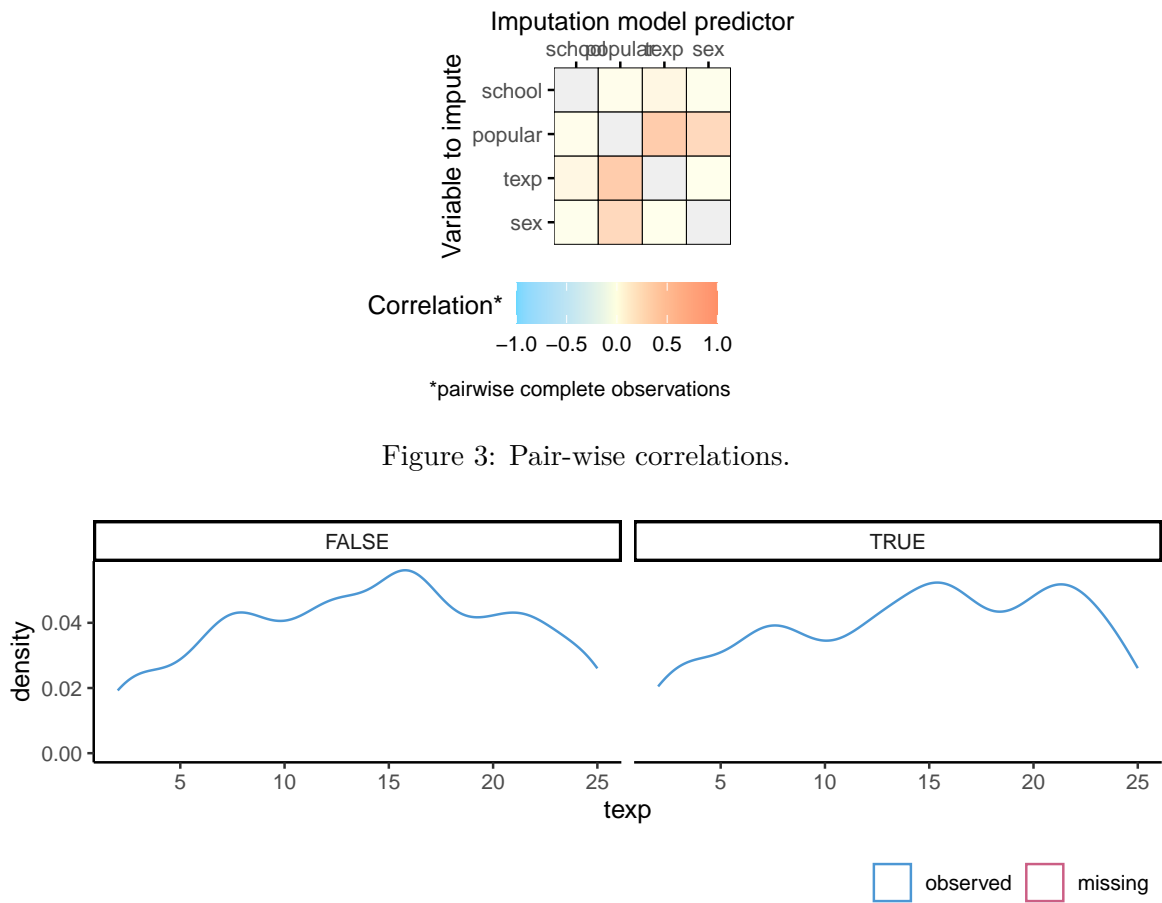 Imputation model predictor
school popular texp sex
Variable to impute
school
popular
texp
sex
Correlation*
−1.0 −0.5 0.0 0.5 1.0
*pairwise complete observations
Figure 3: Pair-wise correlations.
FALSE TRUE
density
0.04
0.02
0.00
5 10 15 20 25 5 10 15 20 25
texp
observed missing